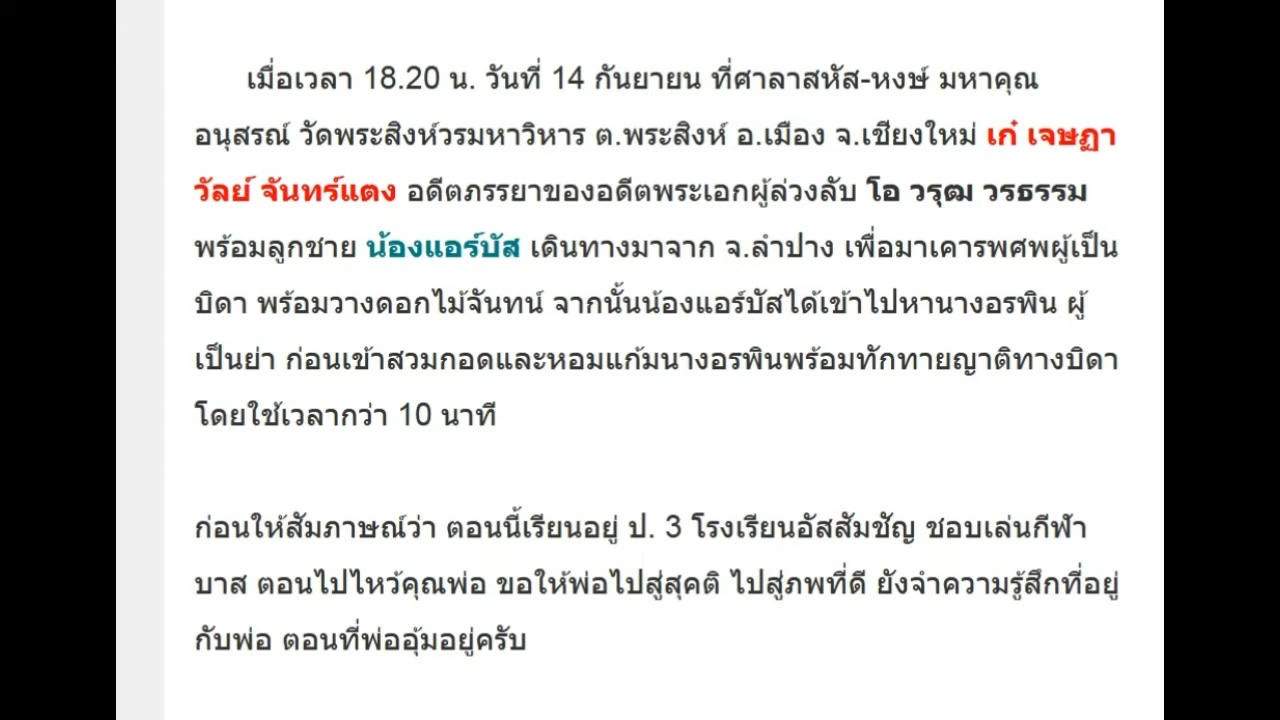 เมื่อเวลา 18.20 น. วันที่ 14 กันยายน ที่ศาลาสหัส-หงษ์ มหาคุณ
อนุสรณ์ วัดพระสิงห์วรมหาวิหาร ต.พระสิงห์ อ.เมือง จ.เชียงใหม่ เก๋ เจษฎา
วัลย์ จันทร์แตง อดีตภรรยาของอดีตพระเอกผู้ล่วงลับ โอ วรุฒ วรธรรม
พร้อมลูกชาย น้องแอร์บัส เดินทางมาจาก จ.ลำปาง เพื่อมาเคารพศพผู้เป็น
บิดา พร้อมวางดอกไม้จันทน์ จากนั้นน้องแอร์บัสได้เข้าไปหานางอรพิน ผู้
เป็นย่า ก่อนเข้าสวมกอดและหอมแก้มนางอรพินพร้อมทักทายญาติทางบิดา
โดยใช้เวลากว่า 10 นาที
ก่อนให้สัมภาษณ์ว่า ตอนนี้เรียนอยู่ ป. 3 โรงเรียนอัสสัมชัญ ชอบเล่นกีฬา
บาส ตอนไปไหว้คุณพ่อ ขอให้พ่อไปสู่สุคติ ไปสู่ภพที่ดี ยังจำความรู้สึกที่อยู่
กับพ่อ ตอนที่พ่ออุ้มอยู่ครับ